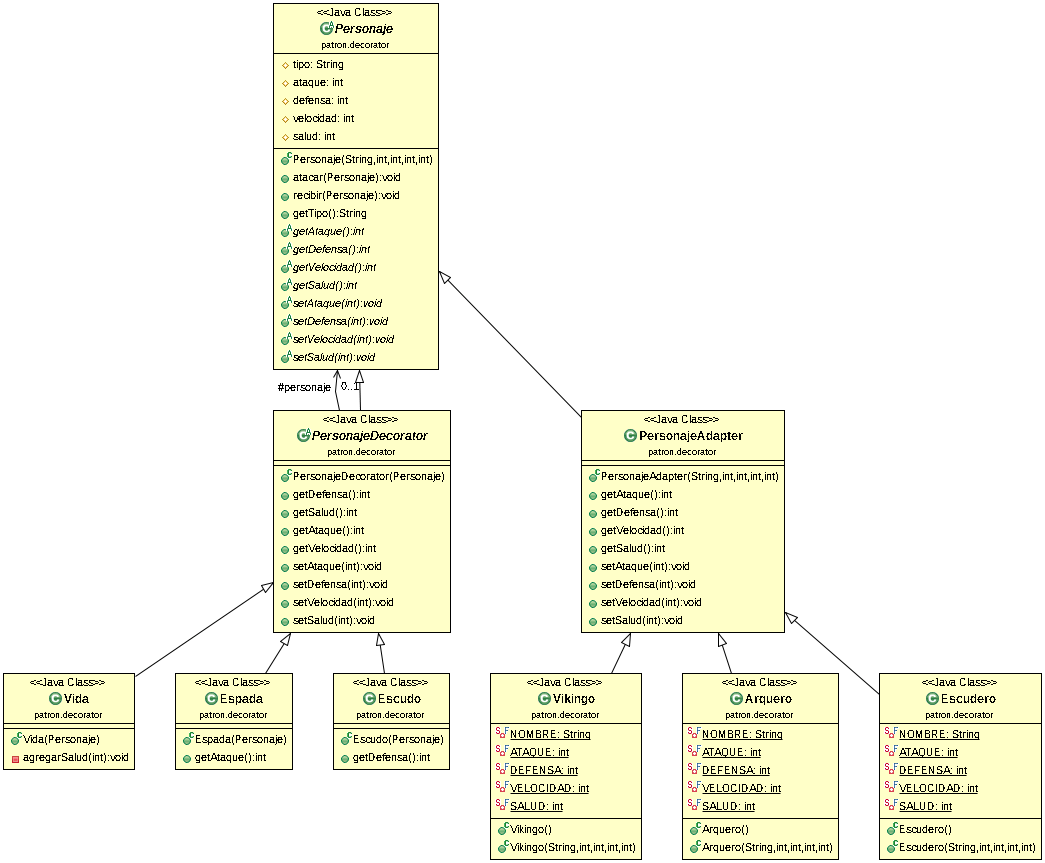 <<Java Class>>
Personaje
patron.decorator
tipo: String
ataque: int
defensa: int
velocidad: int
salud: int
Personaje(String,int,int,int,int)
atacar(Personaje):void
recibir(Personaje):void
getTipo():String
getAtaque():int
getDefensa():int
getVelocidad():int
getSalud():int
setAtaque(int):void
setDefensa(int):void
setVelocidad(int):void
setSalud(int):void
#personaje 0..1
<<Java Class>>
PersonajeDecorator
patron.decorator
PersonajeDecorator(Personaje)
getDefensa():int
getSalud():int
getAtaque():int
getVelocidad():int
setAtaque(int):void
setDefensa(int):void
setVelocidad(int):void
setSalud(int):void
<<Java Class>>
PersonajeAdapter
patron.decorator
PersonajeAdapter(String,int,int,int,int)
getAtaque():int
getDefensa():int
getVelocidad():int
getSalud():int
setAtaque(int):void
setDefensa(int):void
setVelocidad(int):void
setSalud(int):void
<<Java Class>>
Vida
patron.decorator
Vida(Personaje)
agregarSalud(int):void
<<Java Class>>
Espada
patron.decorator
Espada(Personaje)
getAtaque():int
<<Java Class>>
Escudo
patron.decorator
Escudo(Personaje)
getDefensa():int
<<Java Class>>
Vikingo
patron.decorator
NOMBRE: String
ATAQUE: int
DEFENSA: int
VELOCIDAD: int
SALUD: int
Vikingo()
Vikingo(String,int,int,int,int)
<<Java Class>>
Arquero
patron.decorator
NOMBRE: String
ATAQUE: int
DEFENSA: int
VELOCIDAD: int
SALUD: int
Arquero()
Arquero(String,int,int,int,int)
<<Java Class>>
Escudero
patron.decorator
NOMBRE: String
ATAQUE: int
DEFENSA: int
VELOCIDAD: int
SALUD: int
Escudero()
Escudero(String,int,int,int,int)